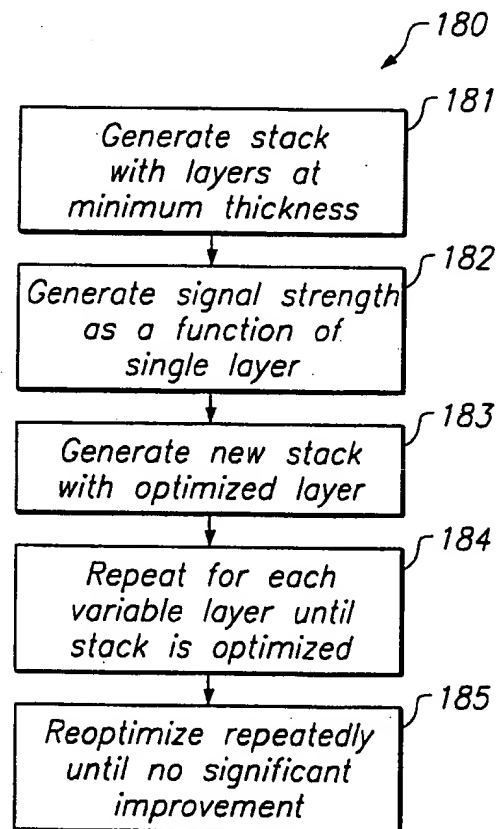 180
181
Generate stack
with layers at
minimum thickness
182
Generate signal strength
as a function of
single layer
183
Generate new stack
with optimized layer
184
Repeat for each
variable layer until
stack is optimized
185
Reoptimize repeatedly
until no significant
improvement